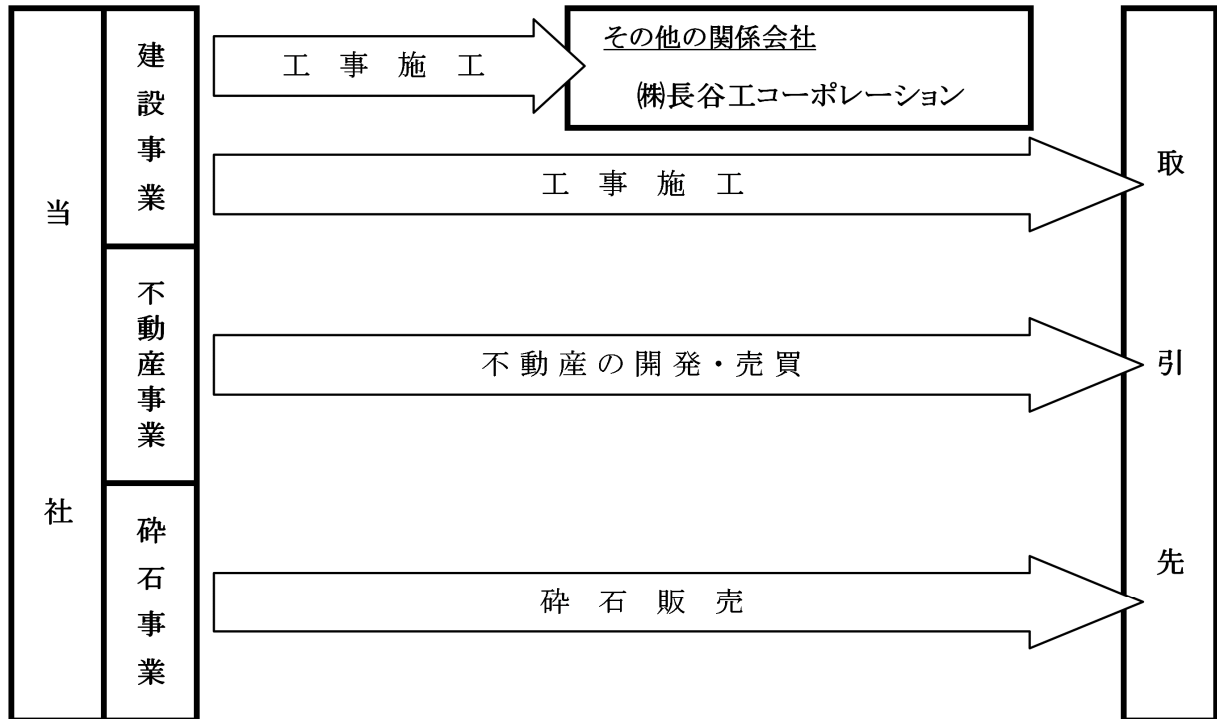 当社
建設事業
工事施工
その他の関係会社
㈱長谷工コーポレーション
工事施工
不動産事業
不動産の開発・売買
砕石事業
砕石販売
取引先